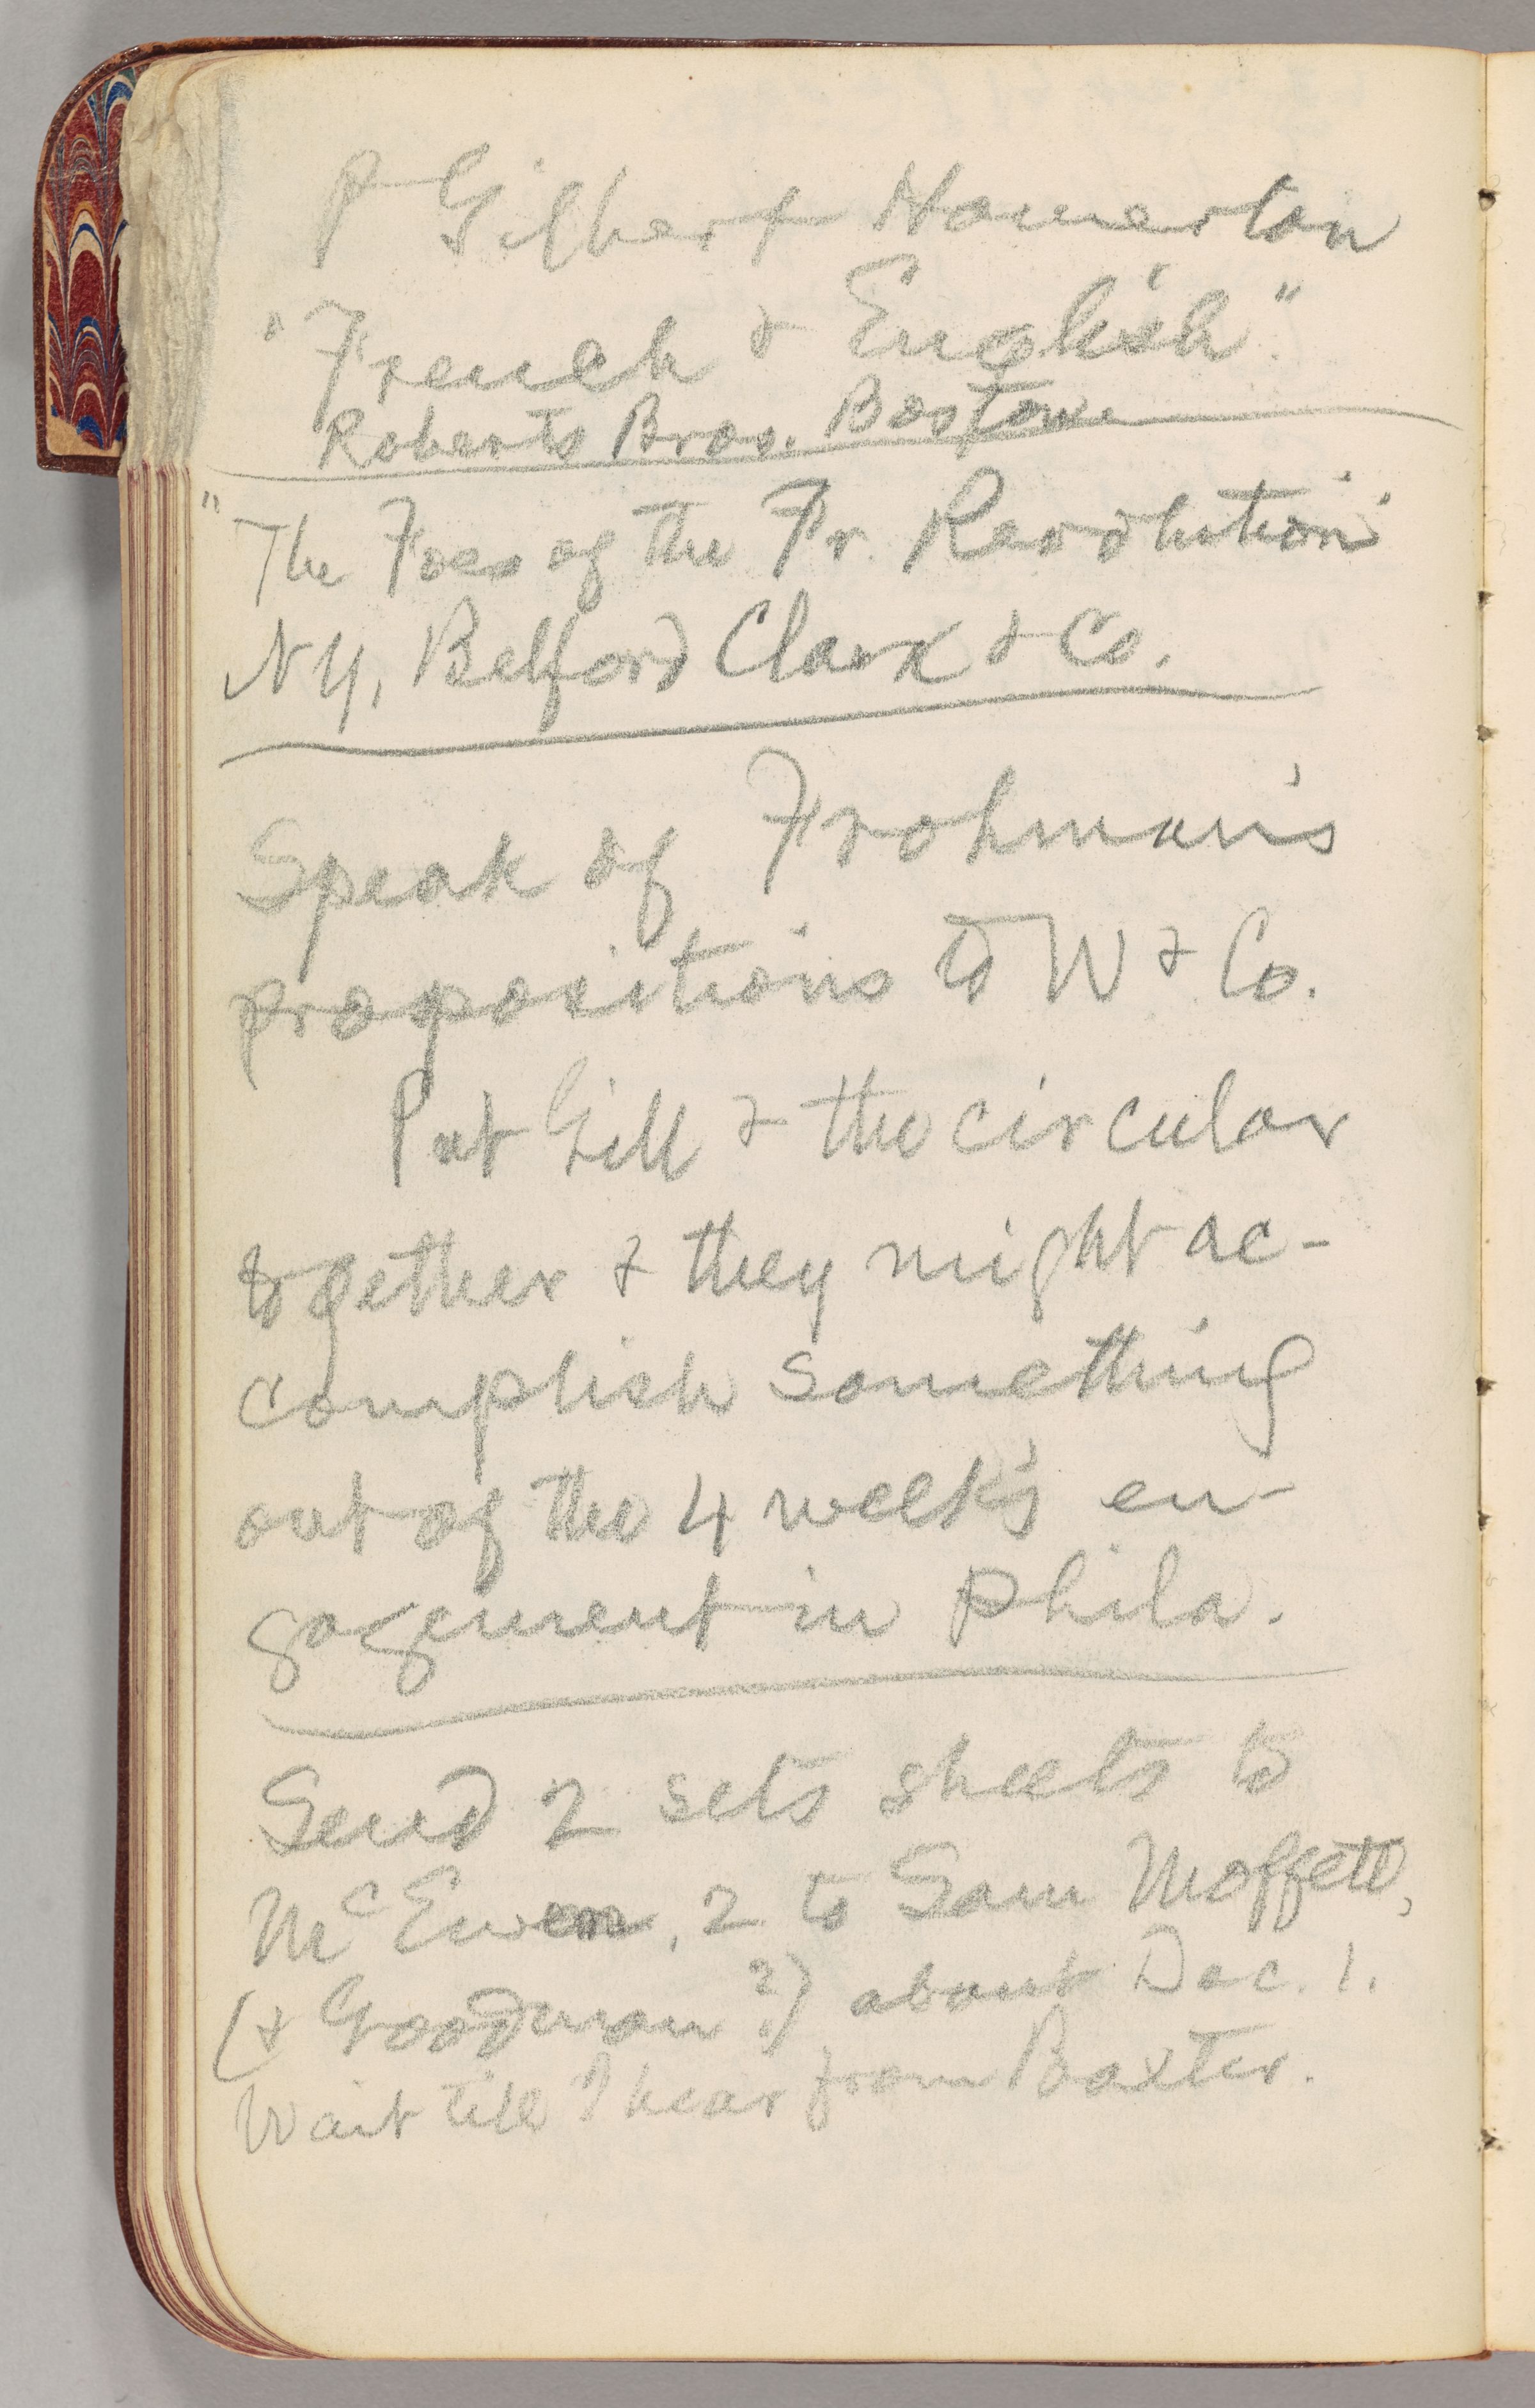 P Gilbert Hamerton
"French & English"
Roberts Bros. Boston
"The Foes of the Fr. Revolution"
N Y, Belford Clark & Co.
Speak of Frohman's
propositions to W & Co.
Put Gill & the circular
together & they might ac-
complish something
out of the 4 week's en-
gagement in Phila.
Send 2 sets sheets to
McEwen, 2 to Sam Moffett,
(& Goodman?) about Dec. 1.
Wait till I hear from Baxter.